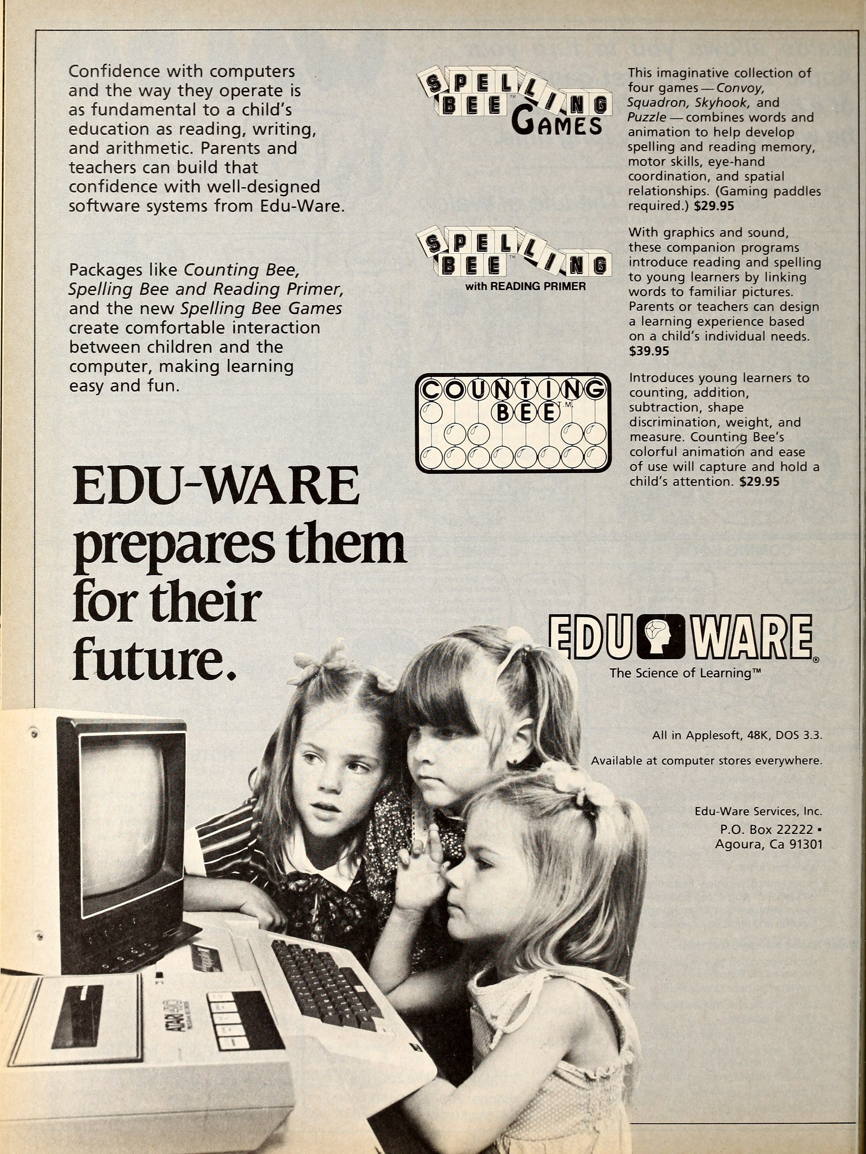 Confidence with computers
and the way they operate is
as fundamental to a child's
education as reading, writing,
and arithmetic. Parents and
teachers can build that
confidence with well-designed
software systems from Edu-Ware.
Packages like Counting Bee,
Spelling Bee and Reading Primer,
and the new Spelling Bee Games
create comfortable interaction
between children and the
computer, making learning
easy and fun.
SPELLING
BEE™
GAMES
This imaginative collection of
four games — Convoy,
Squadron, Skyhook, and
Puzzle — combines words and
animation to help develop
spelling and reading memory,
motor skills, eye-hand
coordination, and spatial
relationships. (Gaming paddles
required.) $29.95
SPELLING
BEE™
with READING PRIMER
With graphics and sound,
these companion programs
introduce reading and spelling
to young learners by linking
words to familiar pictures.
Parents or teachers can design
a learning experience based
on a child's individual needs.
$39.95
COUNTING
BEE T.M.
Introduces young learners to
counting, addition,
subtraction, shape
discrimination, weight, and
measure. Counting Bee's
colorful animation and ease
of use will capture and hold a
child's attention. $29.95
EDU-WARE
prepares them
for their
future.
EDU WARE®
The Science of Learning™
All in Applesoft, 48K, DOS 3.3.
Available at computer stores everywhere.
Edu-Ware Services, Inc.
P.O. Box 22222 ▪
Agoura, Ca 91301
ATARI 410